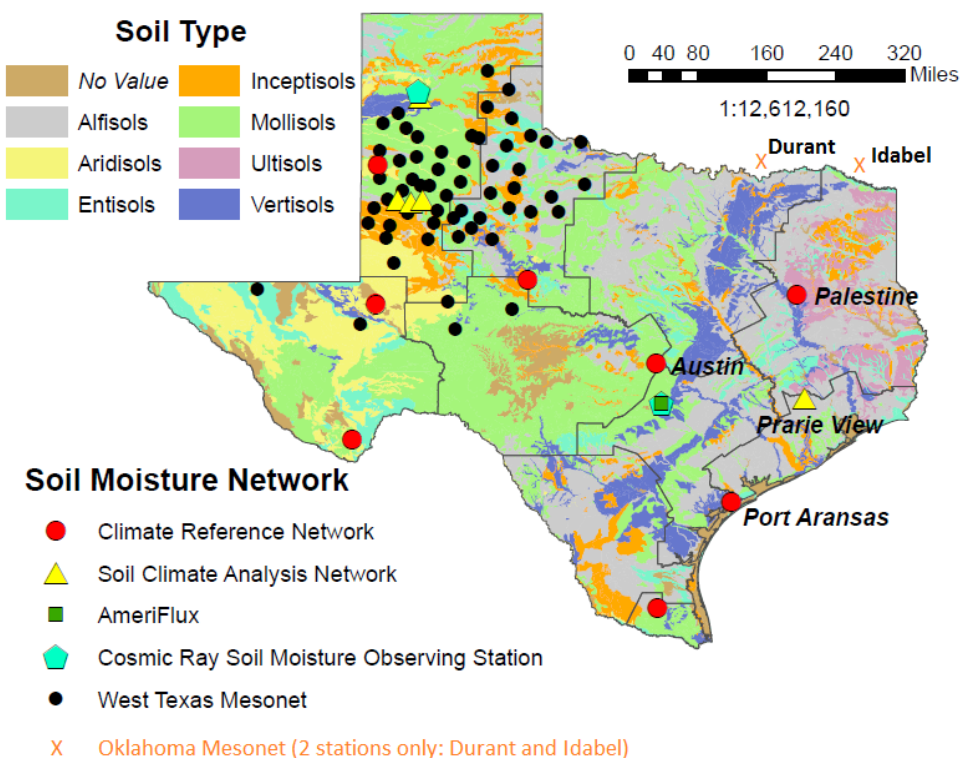 Soil Type
No Value
Inceptisols
Alfisols
Mollisols
Aridisols
Ultisols
Entisols
Vertisols
0 40 80 160 240 320
Miles
1:12,612,160
X Durant
X Idabel
Palestine
Austin
Prarie View
Port Aransas
Soil Moisture Network
Climate Reference Network
Soil Climate Analysis Network
AmeriFlux
Cosmic Ray Soil Moisture Observing Station
West Texas Mesonet
X Oklahoma Mesonet (2 stations only: Durant and Idabel)